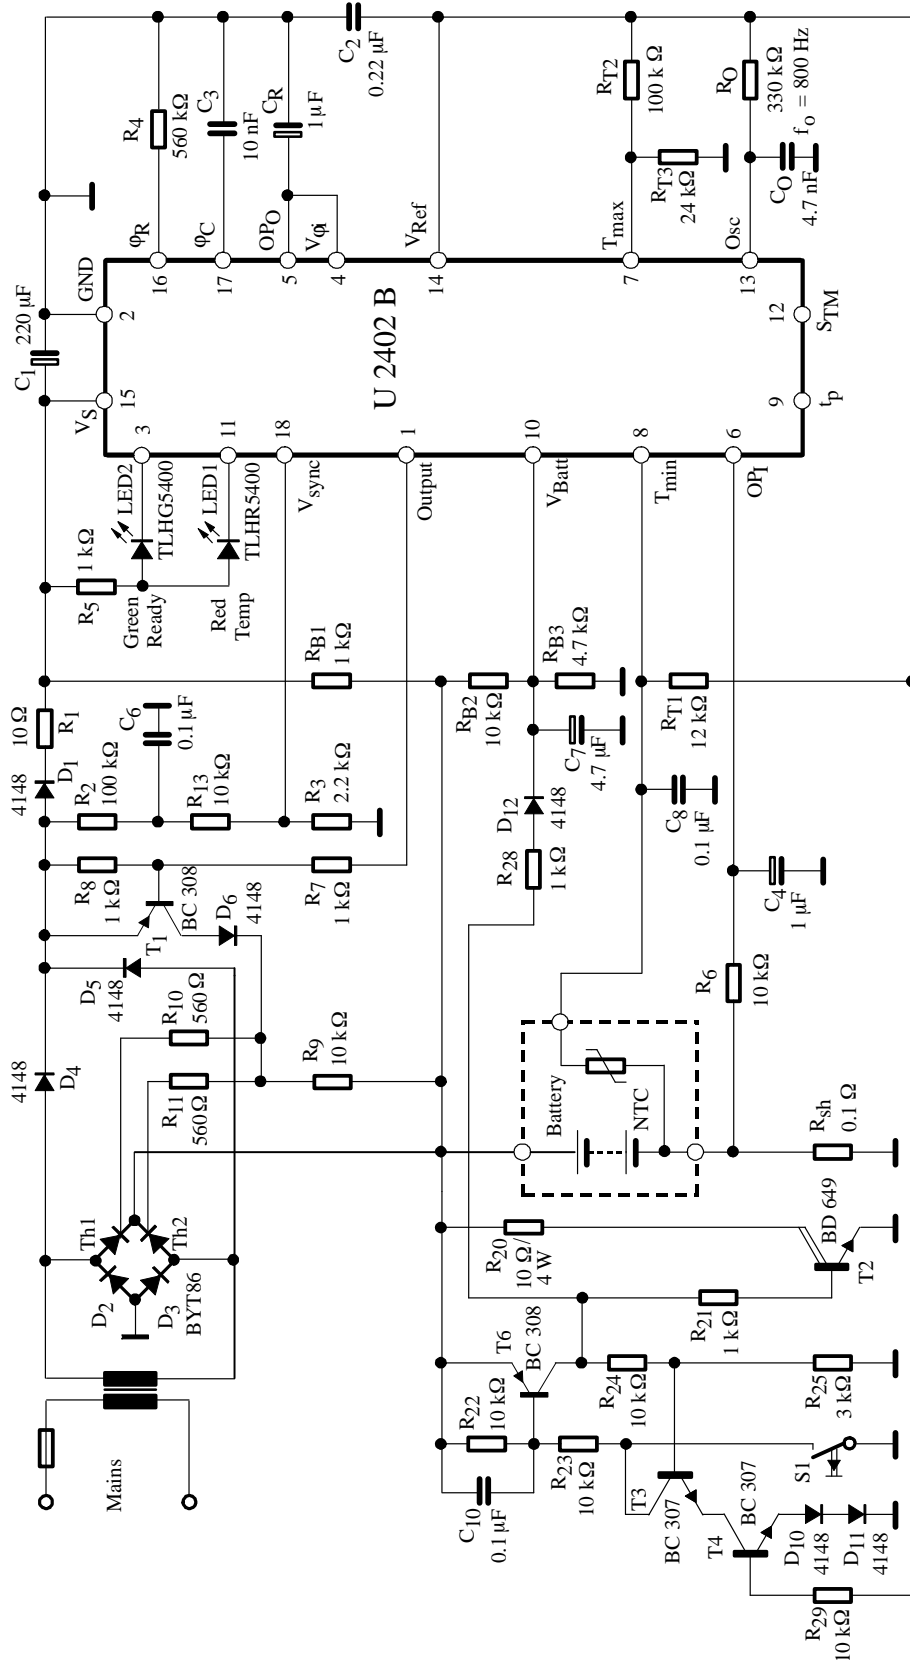 Mains
Th1
Th2
D2
D3
BYT86
4148
D4
D5
4148
R11
560 Ω
R10
560 Ω
R9
10 kΩ
T1
BC 308
D6
4148
R8
1 kΩ
R7
1 kΩ
4148
D1
R2
100 kΩ
R13
10 kΩ
R3
2.2 kΩ
10 Ω
R1
C6
0.1 μF
RB1
1 kΩ
R5
1 kΩ
Green
Ready
Red
Temp
LED2
TLHG5400
LED1
TLHR5400
C1
220 μF
VS
15
GND
2
3
11
18
Vsync
1
Output
10
VBatt
8
Tmin
6
OPI
U 2402 B
9
tp
12
STM
φR
16
φC
17
OPO
5
Vφi
4
VRef
14
Tmax
7
Osc
13
R4
560 kΩ
C3
10 nF
CR
1 μF
C2
0.22 μF
RT2
100 k Ω
RT3
24 kΩ
RO
330 k Ω
CO
4.7 nF
fO = 800 Hz
RB2
10 kΩ
RB3
4.7 kΩ
C7
4.7 μF
D12
4148
R28
1 kΩ
RT1
12 kΩ
C8
0.1 μF
C4
1 μF
R6
10 kΩ
Battery
NTC
Rsh
0.1 Ω
R20
10 Ω/
4 W
BD 649
T2
R21
1 kΩ
T6
BC 308
R22
10 kΩ
C10
0.1 μF
R23
10 kΩ
R24
10 kΩ
R25
3 kΩ
S1
T3
BC 307
T4
BC 307
D10
4148
D11
4148
R29
10 kΩ